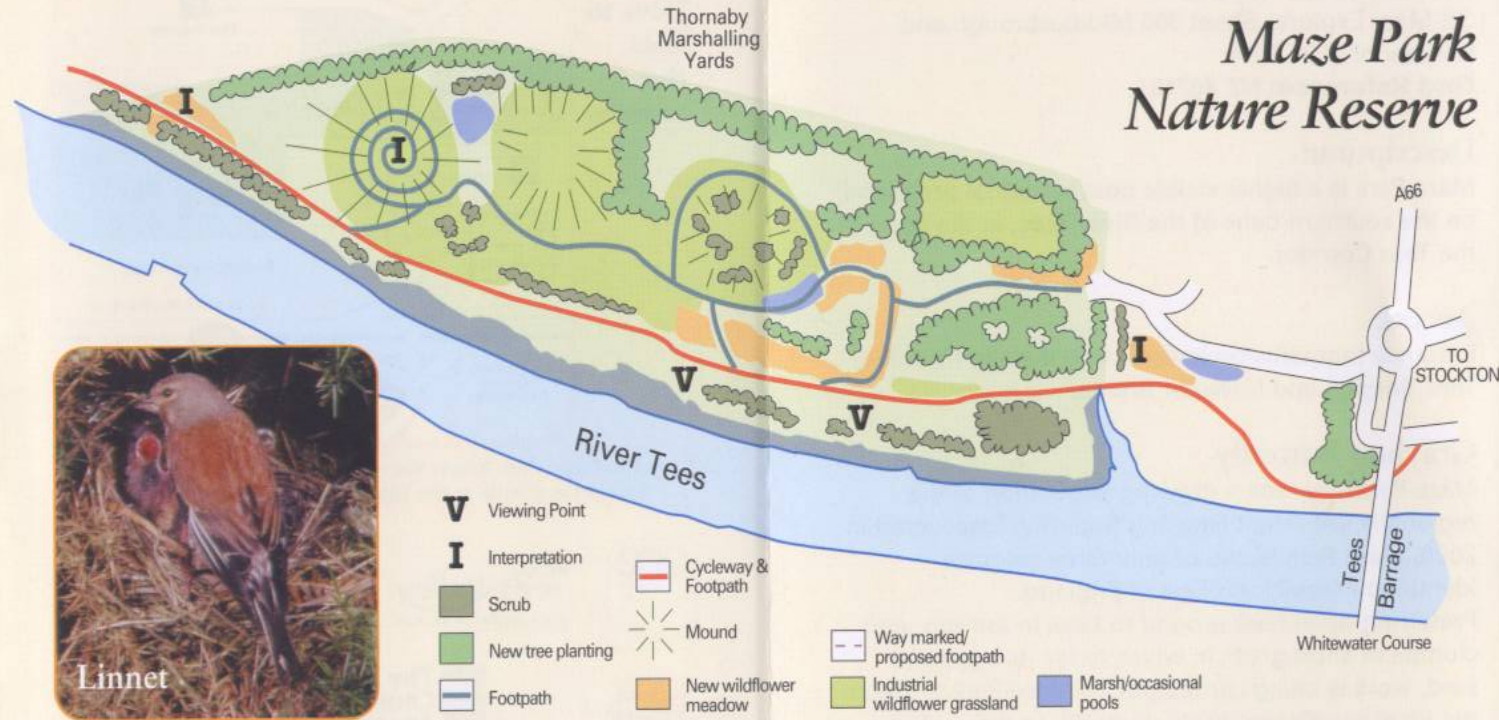 Thornaby
Marshalling
Yards
Maze Park
Nature Reserve
I
I
A66
I
TO
STOCKTON
V
V
River Tees
Tees
Barrage
Whitewater Course
Linnet
V Viewing Point
I Interpretation
Scrub
New tree planting
Footpath
Cycleway &
Footpath
Mound
New wildflower
meadow
Way marked/
proposed footpath
Industrial
wildflower grassland
Marsh/occasional
pools